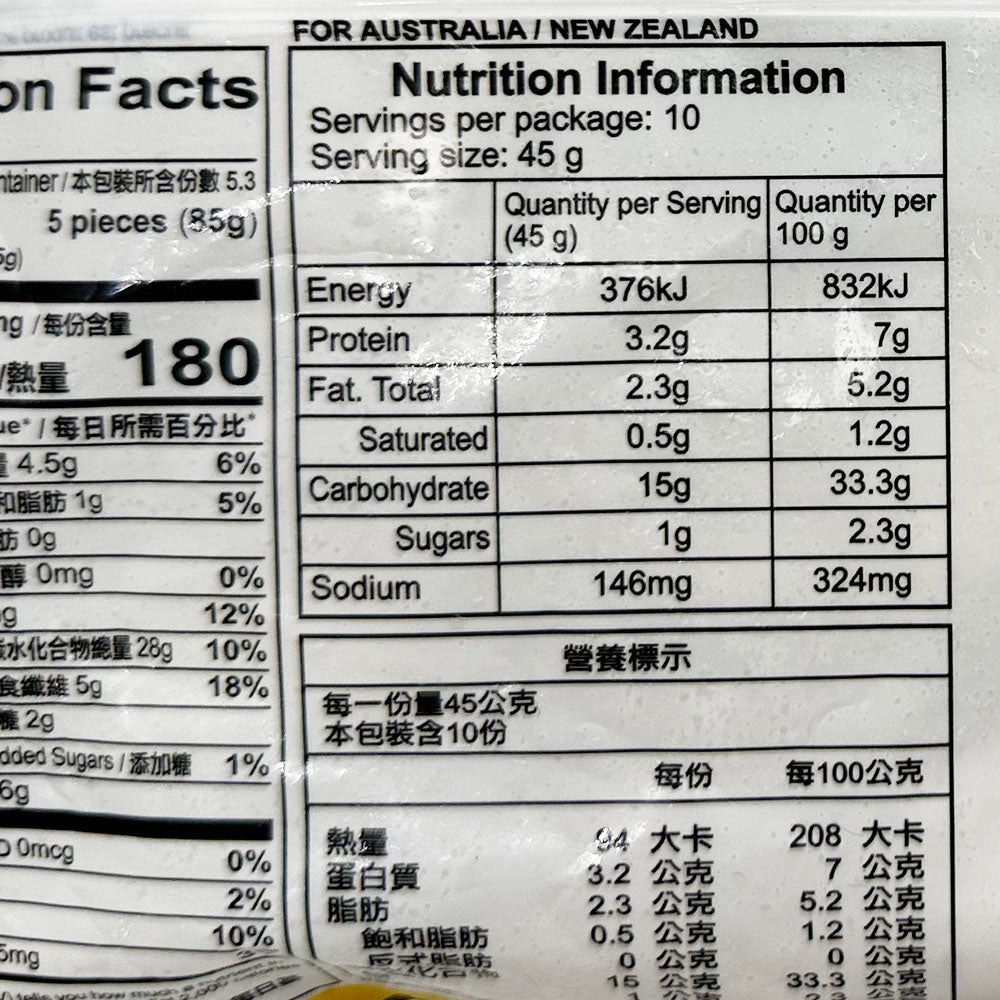 on Facts
ntainer / 本包裝所含份數 5.3
5 pieces (85g)
5g)
/每份含量
/熱量 180
ue* / 每日所需百分比*
量 4.5g 6%
和脂肪 1g 5%
肪 0g
醇 0mg 0%
g 12%
水化合物總量 28g 10%
食纖維 5g 18%
糖 2g
dded Sugars / 添加糖 1%
6g
D 0mcg 0%
2%
10%
5mg
FOR AUSTRALIA / NEW ZEALAND
Nutrition Information
Servings per package: 10
Serving size: 45 g
Quantity per Serving (45 g) Quantity per 100 g
Energy 376kJ 832kJ
Protein 3.2g 7g
Fat. Total 2.3g 5.2g
Saturated 0.5g 1.2g
Carbohydrate 15g 33.3g
Sugars 1g 2.3g
Sodium 146mg 324mg
營養標示
每一份量45公克
本包裝含10份
每份 每100公克
熱量 94 大卡 208 大卡
蛋白質 3.2 公克 7 公克
脂肪 2.3 公克 5.2 公克
飽和脂肪 0.5 公克 1.2 公克
反式脂肪 0 公克 0 公克
15 公克 33.3 公克